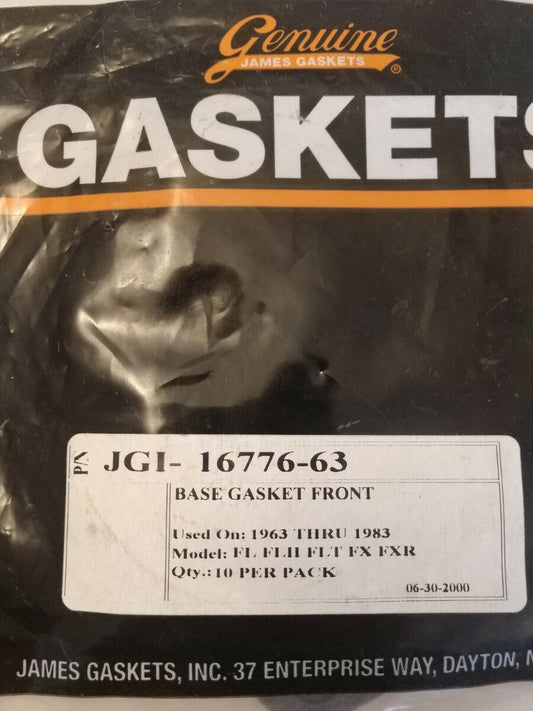 Genuine
JAMES GASKETS
®
GASKETS
P/N JGI- 16776-63
BASE GASKET FRONT
Used On: 1963 THRU 1983
Model: FL FLH FLT FX FXR
Qty.: 10 PER PACK
06-30-2000
JAMES GASKETS, INC. 37 ENTERPRISE WAY, DAYTON, N